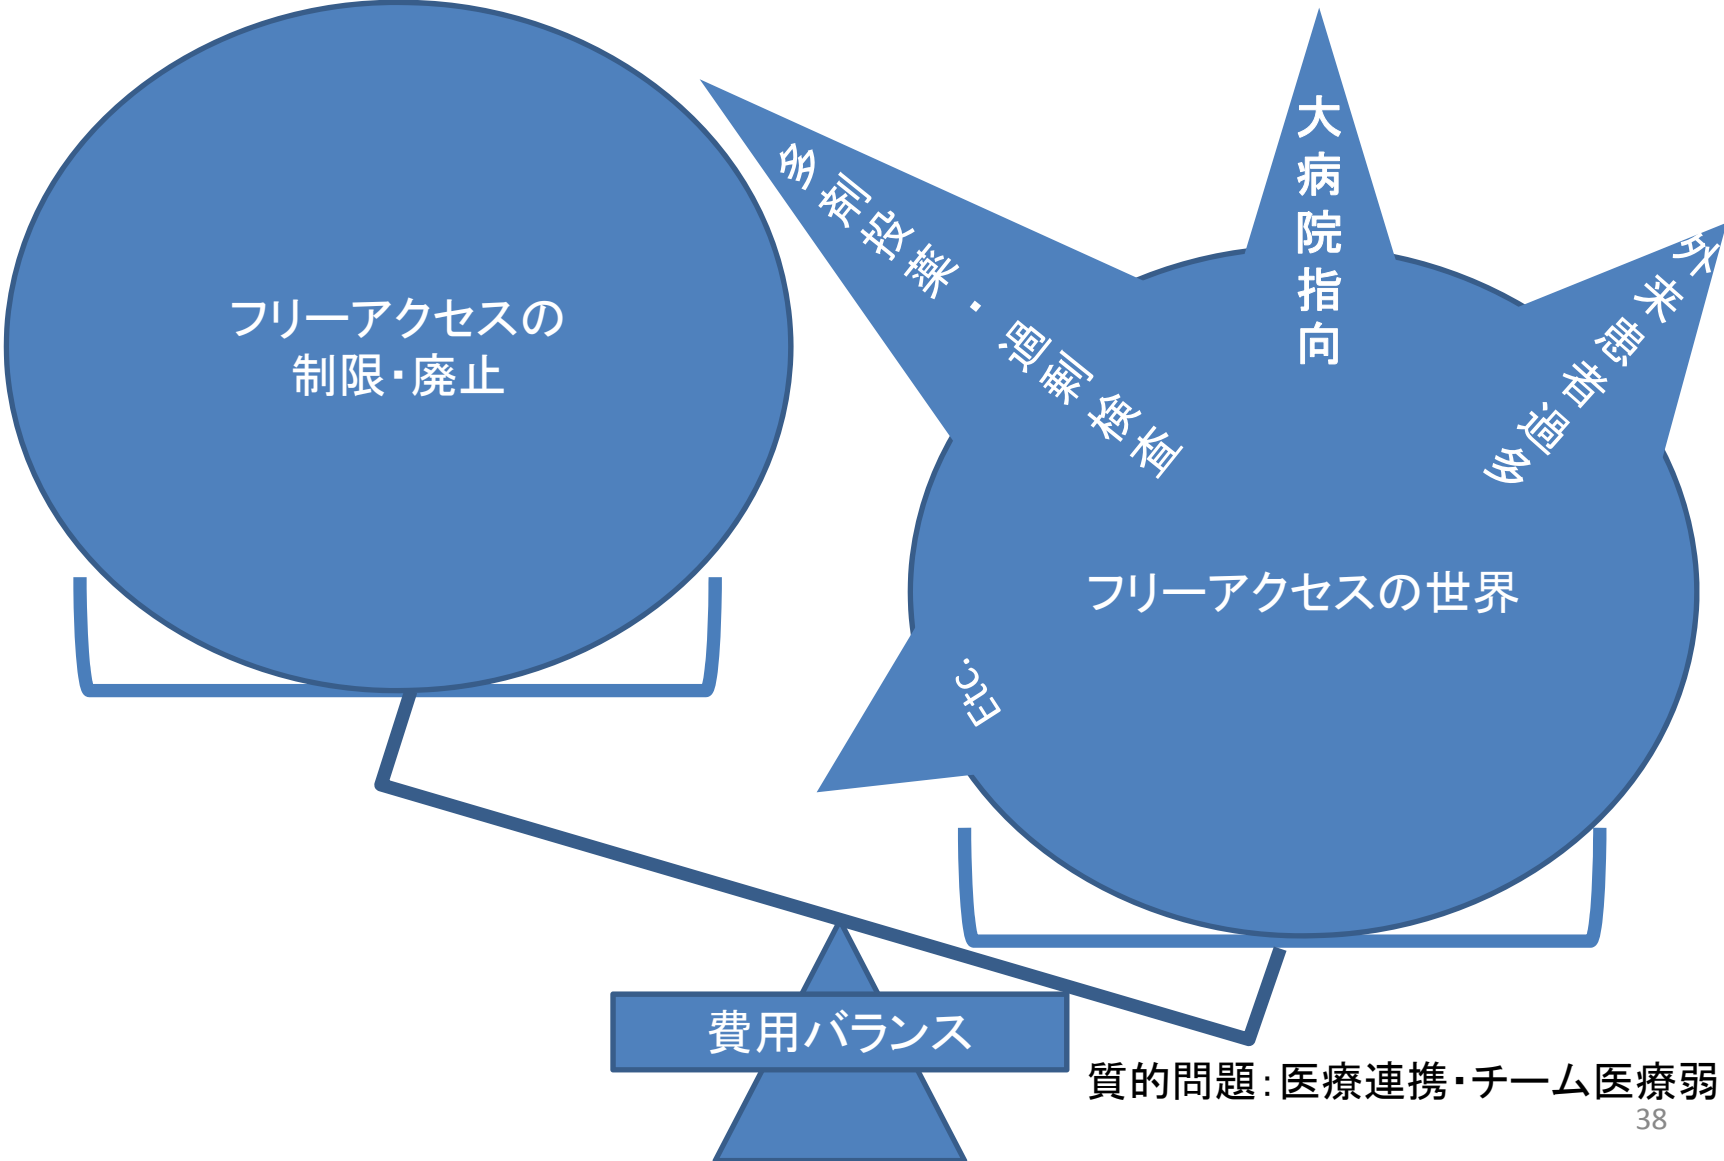 フリーアクセスの
制限・廃止
多剤投薬・過剰検査
大病院指向
外来患者過多
フリーアクセスの世界
Etc.
費用バランス
質的問題：医療連携・チーム医療弱
38